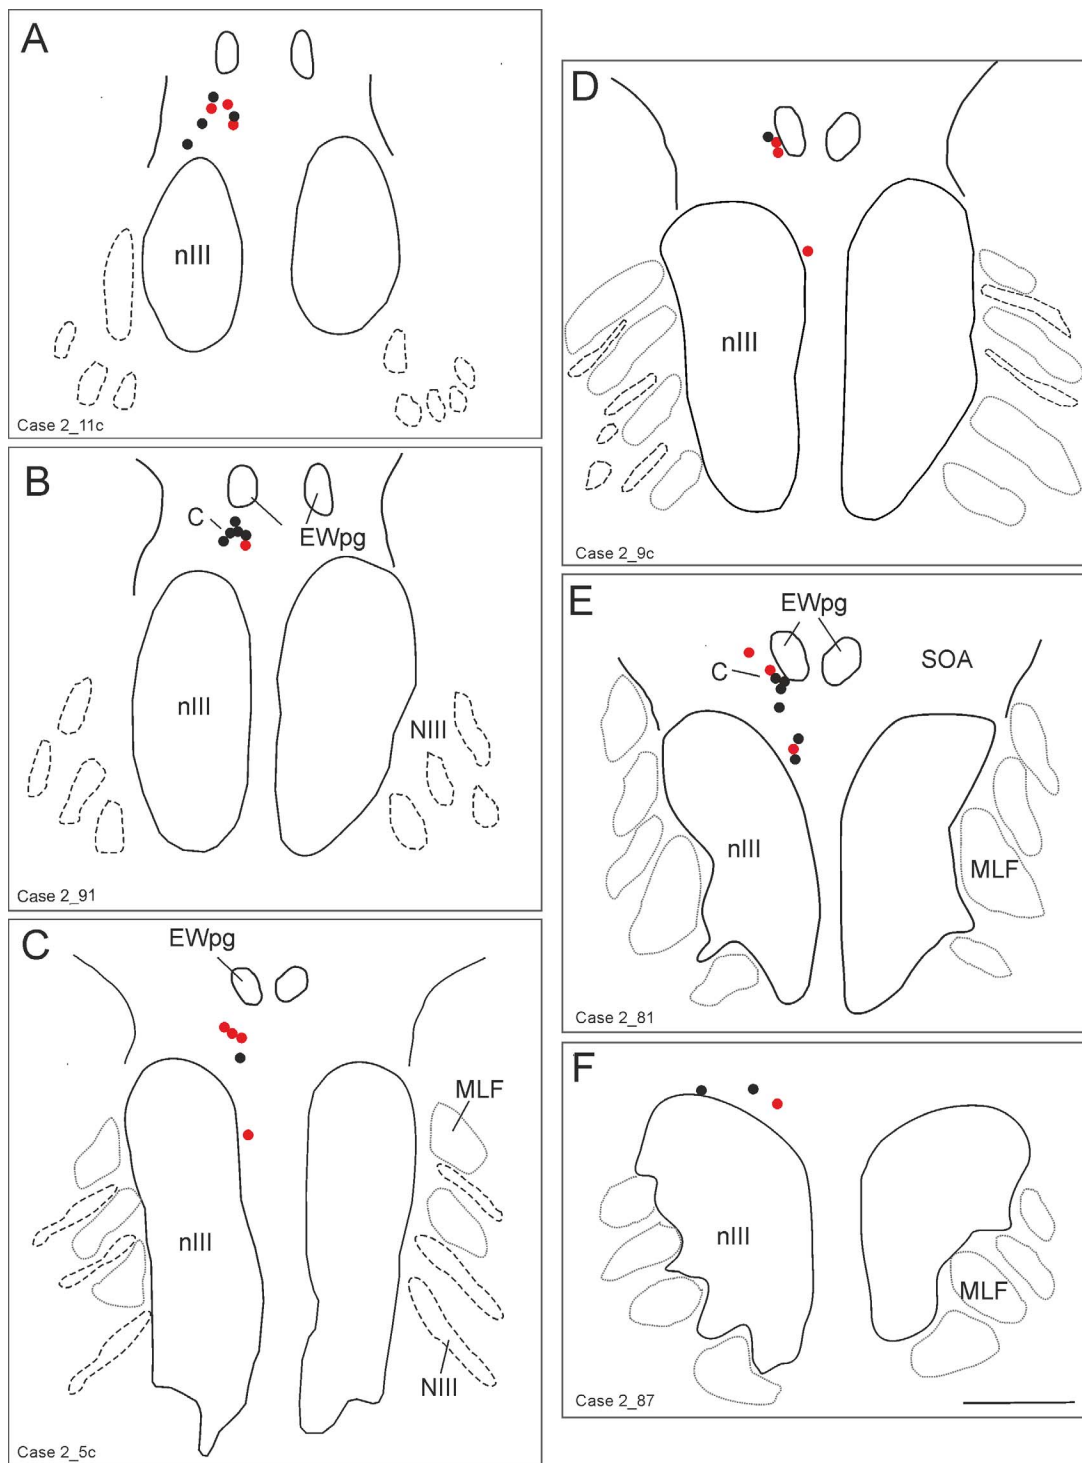 A
nIII
Case 2_11c
B
C
EWpg
nIII
NIII
Case 2_91
C
EWpg
MLF
nIII
NIII
Case 2_5c
D
nIII
Case 2_9c
E
EWpg
C
SOA
nIII
MLF
Case 2_81
F
nIII
MLF
Case 2_87